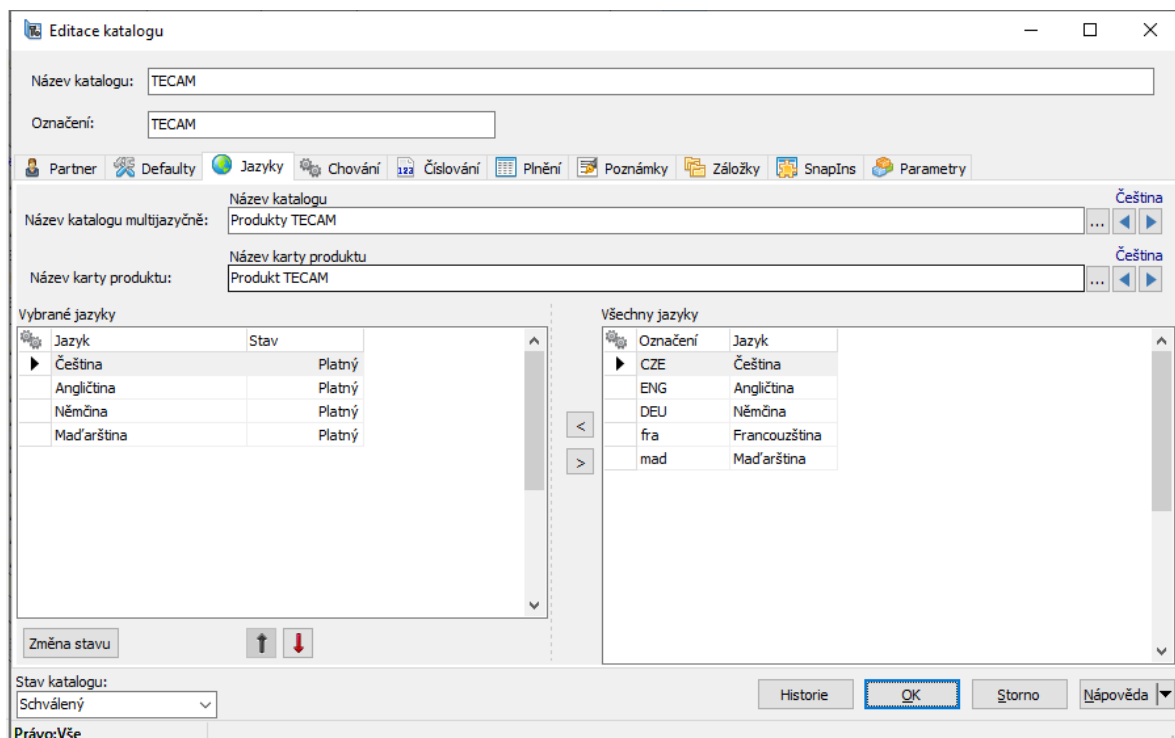 Editace katalogu
Název katalogu: TECAM
Označení: TECAM
Partner Defaulty Jazyky Chování 123 Číslování Plnění Poznámky Záložky SnapIns Parametry
Název katalogu Čeština
Název katalogu multijazyčně: Produkty TECAM ...
Název karty produktu Čeština
Název karty produktu: Produkt TECAM ...
Vybrané jazyky
Jazyk Stav
Čeština Platný
Angličtina Platný
Němčina Platný
Maďarština Platný
<
>
Všechny jazyky
Označení Jazyk
CZE Čeština
ENG Angličtina
DEU Němčina
fra Francouzština
mad Maďarština
Změna stavu
Stav katalogu:
Schválený
Historie OK Storno Nápověda
Právo:Vše